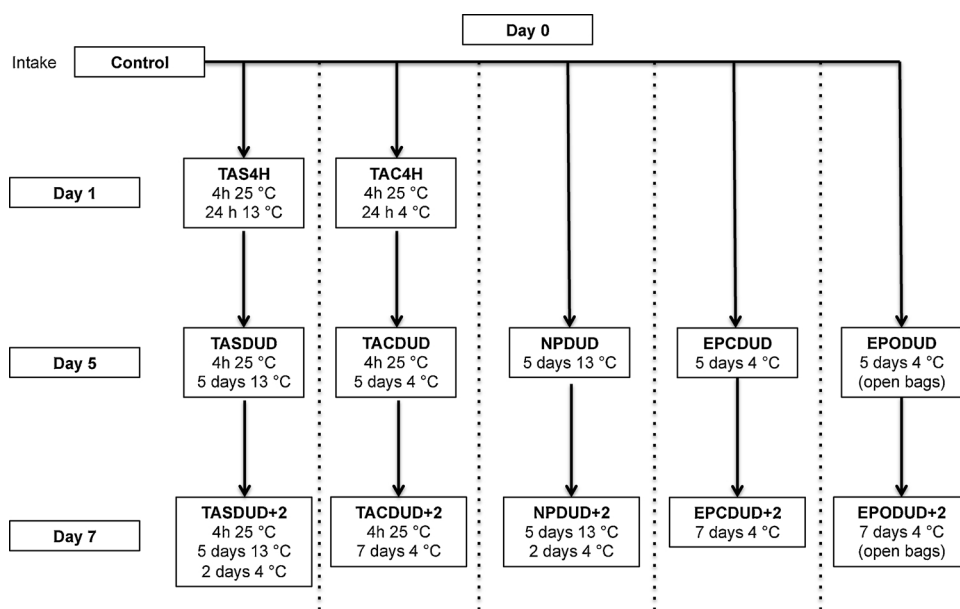 Day 0
Intake
Control
Day 1
TAS4H
4h 25 °C
24 h 13 °C
TAC4H
4h 25 °C
24 h 4 °C
Day 5
TASDUD
4h 25 °C
5 days 13 °C
TACDUD
4h 25 °C
5 days 4 °C
NPDUD
5 days 13 °C
EPCDUD
5 days 4 °C
EPODUD
5 days 4 °C
(open bags)
Day 7
TASDUD+2
4h 25 °C
5 days 13 °C
2 days 4 °C
TACDUD+2
4h 25 °C
7 days 4 °C
NPDUD+2
5 days 13 °C
2 days 4 °C
EPCDUD+2
7 days 4 °C
EPODUD+2
7 days 4 °C
(open bags)